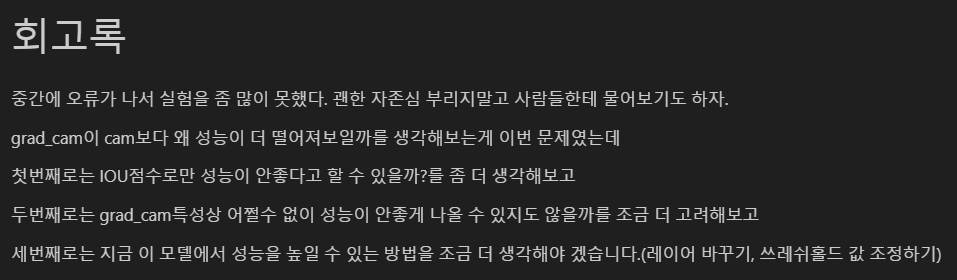 회고록
중간에 오류가 나서 실험을 좀 많이 못했다. 괜한 자존심 부리지말고 사람들한테 물어보기도 하자.
grad_cam이 cam보다 왜 성능이 더 떨어져보일까를 생각해보는게 이번 문제였는데
첫번째로는 IOU점수로만 성능이 안좋다고 할 수 있을까?를 좀 더 생각해보고
두번째로는 grad_cam특성상 어쩔수 없이 성능이 안좋게 나올 수 있지도 않을까를 조금 더 고려해보고
세번째로는 지금 이 모델에서 성능을 높일 수 있는 방법을 조금 더 생각해야 겠습니다.(레이어 바꾸기, 쓰레쉬홀드 값 조정하기)